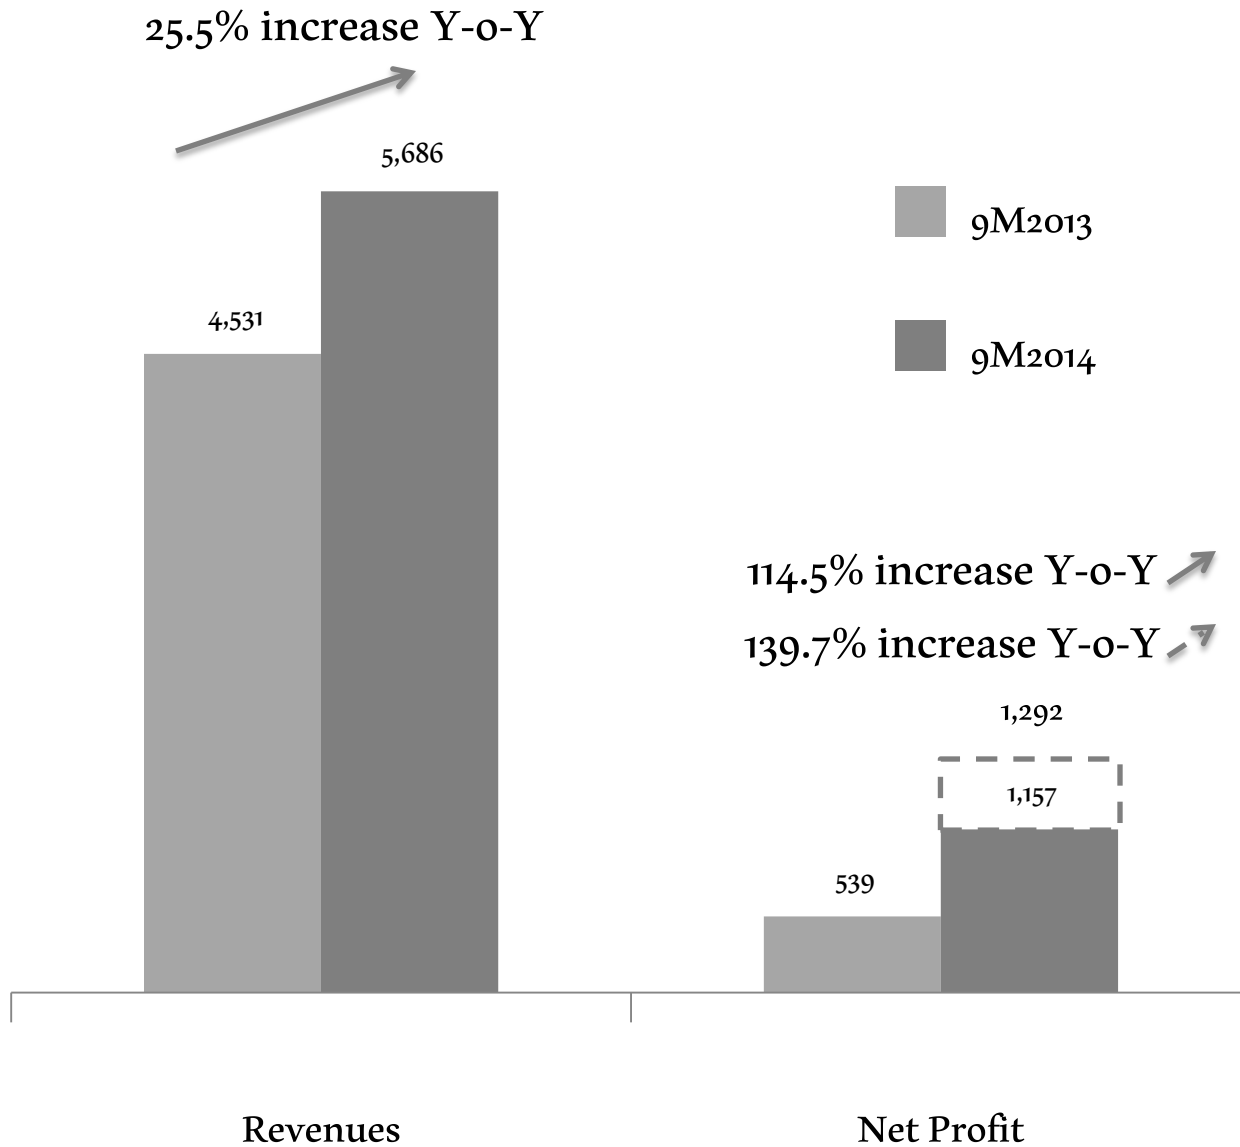 25.5% increase Y-o-Y
5,686
4,531
9M2013
9M2014
114.5% increase Y-o-Y
139.7% increase Y-o-Y
1,292
1,157
539
Revenues
Net Profit